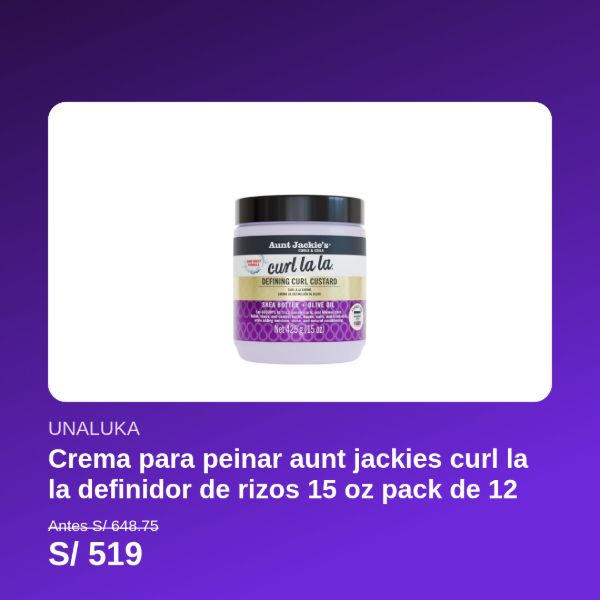 Aunt Jackie's
CURLS & COILS
curl la la
DEFINING CURL CUSTARD
SHEA BUTTER + OLIVE OIL
Net 425 g (15 oz)
UNALUKA
Crema para peinar aunt jackies curl la
la definidor de rizos 15 oz pack de 12
Antes S/ 648.75
S/ 519